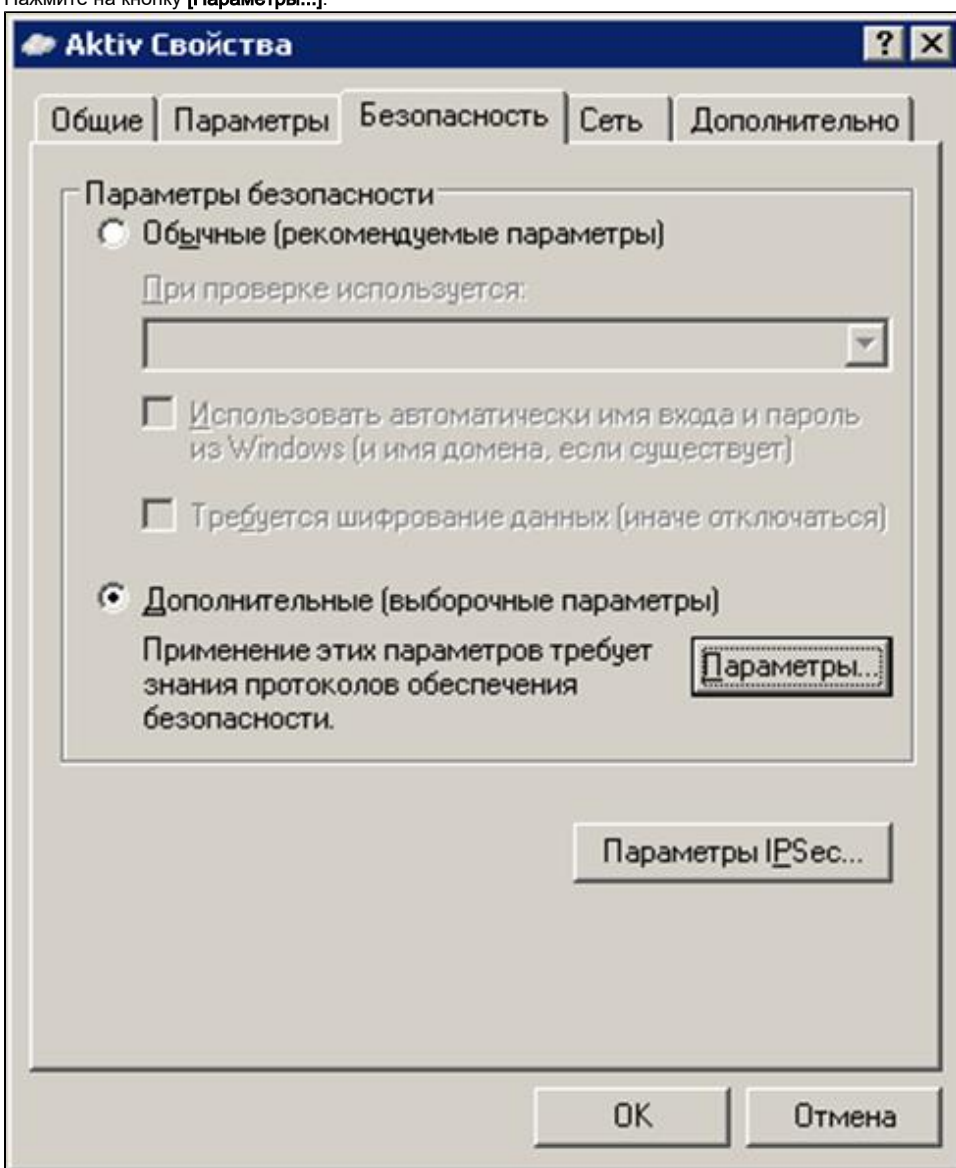 Нажмите на кнопку [Параметры...].
Aktiv Свойства
Общие
Параметры
Безопасность
Сеть
Дополнительно
Параметры безопасности
Обычные (рекомендуемые параметры)
При проверке используется:
Использовать автоматически имя входа и пароль
из Windows (и имя домена, если существует)
Требуется шифрование данных (иначе отключаться)
Дополнительные (выборочные параметры)
Применение этих параметров требует
знания протоколов обеспечения
безопасности.
Параметры...
Параметры IPSec...
OK
Отмена